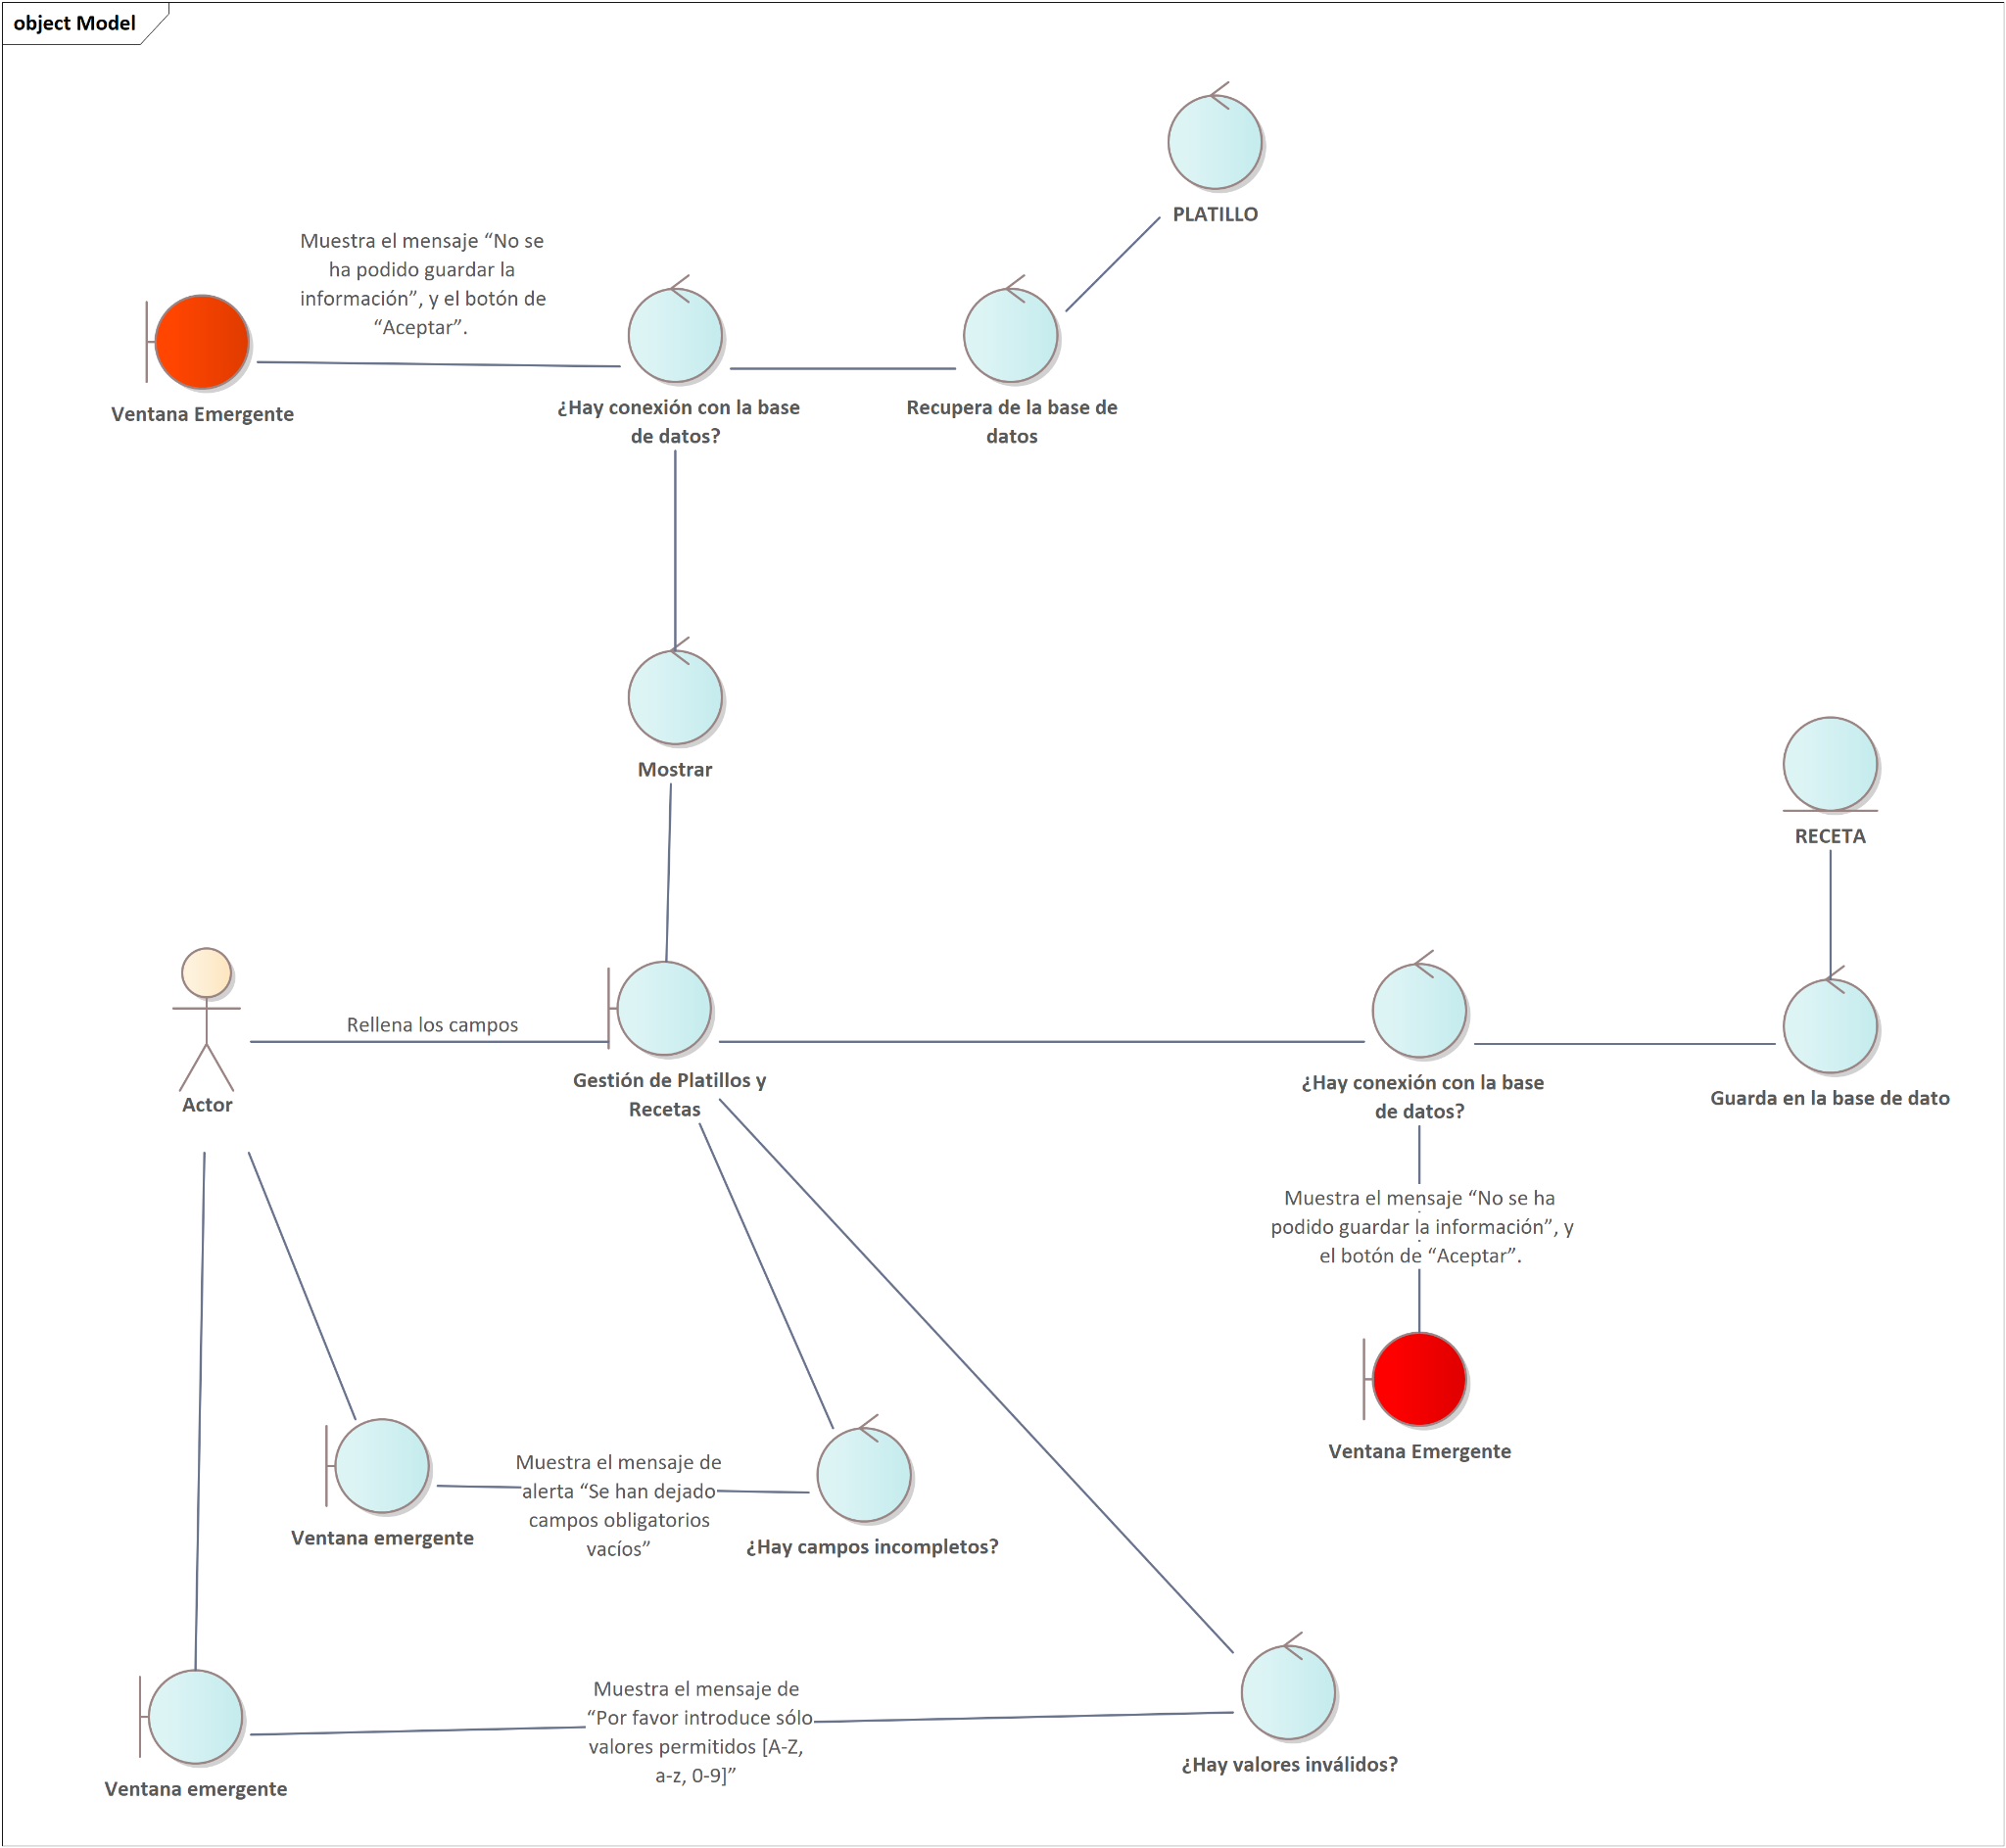 object Model
PLATILLO
Muestra el mensaje “No se
ha podido guardar la
información”, y el botón de
“Aceptar”.
Ventana Emergente
¿Hay conexión con la base
de datos?
Recupera de la base de
datos
Mostrar
RECETA
Actor
Rellena los campos
Gestión de Platillos y
Recetas
¿Hay conexión con la base
de datos?
Guarda en la base de dato
Muestra el mensaje “No se ha
podido guardar la información”, y
el botón de “Aceptar”.
Ventana Emergente
Ventana emergente
Muestra el mensaje de
alerta “Se han dejado
campos obligatorios
vacíos”
¿Hay campos incompletos?
Ventana emergente
Muestra el mensaje de
“Por favor introduce sólo
valores permitidos [A-Z,
a-z, 0-9]”
¿Hay valores inválidos?